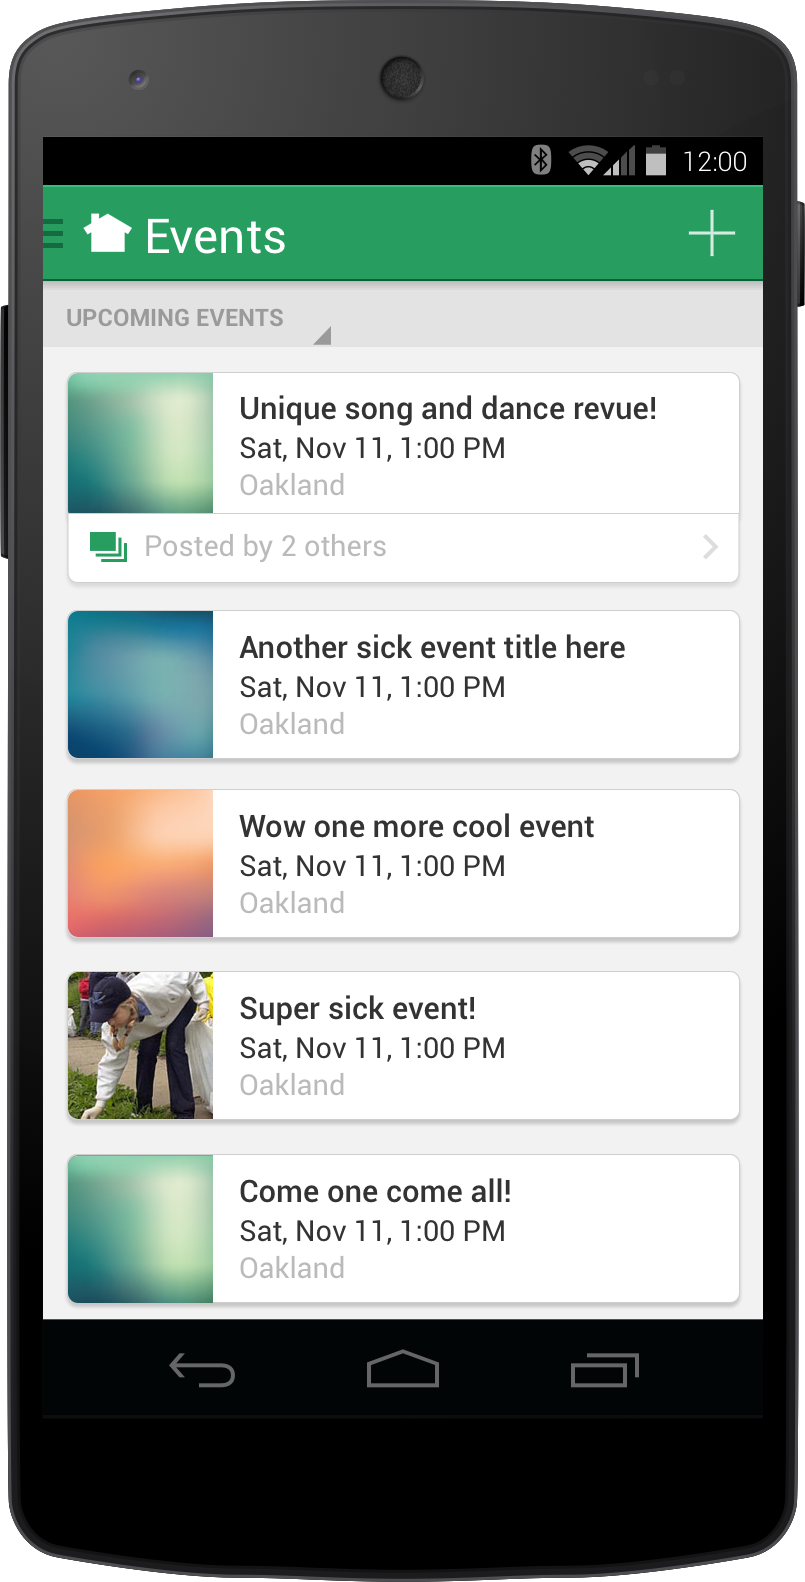 12:00
Events
UPCOMING EVENTS
Unique song and dance revue!
Sat, Nov 11, 1:00 PM
Oakland
Posted by 2 others
Another sick event title here
Sat, Nov 11, 1:00 PM
Oakland
Wow one more cool event
Sat, Nov 11, 1:00 PM
Oakland
Super sick event!
Sat, Nov 11, 1:00 PM
Oakland
Come one come all!
Sat, Nov 11, 1:00 PM
Oakland